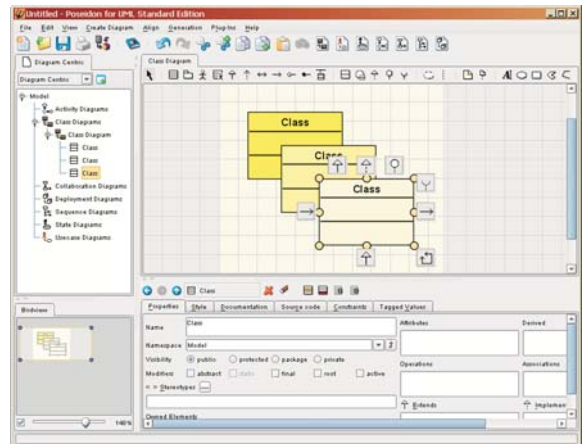 Untitled - Poseidon for UML Standard Edition
File Edit View Create Diagram Align Generation Plug-Ins Help
Diagram Centric
Class Diagram
Diagram Centric
Model
Activity Diagrams
Class Diagrams
Class Diagram
Class
Class
Class
Collaboration Diagrams
Deployment Diagrams
Sequence Diagrams
State Diagrams
Usecase Diagrams
Class
Class
Class
Class
Birdview
140%
Properties Style Documentation Source code Constraints Tagged Values
Name Class
Namespace Model
Visibility public protected package private
Modifiers abstract static final root active
« » Stereotypes
Owned Elements
Attributes Derived
Operations Associations
Extends Implemen